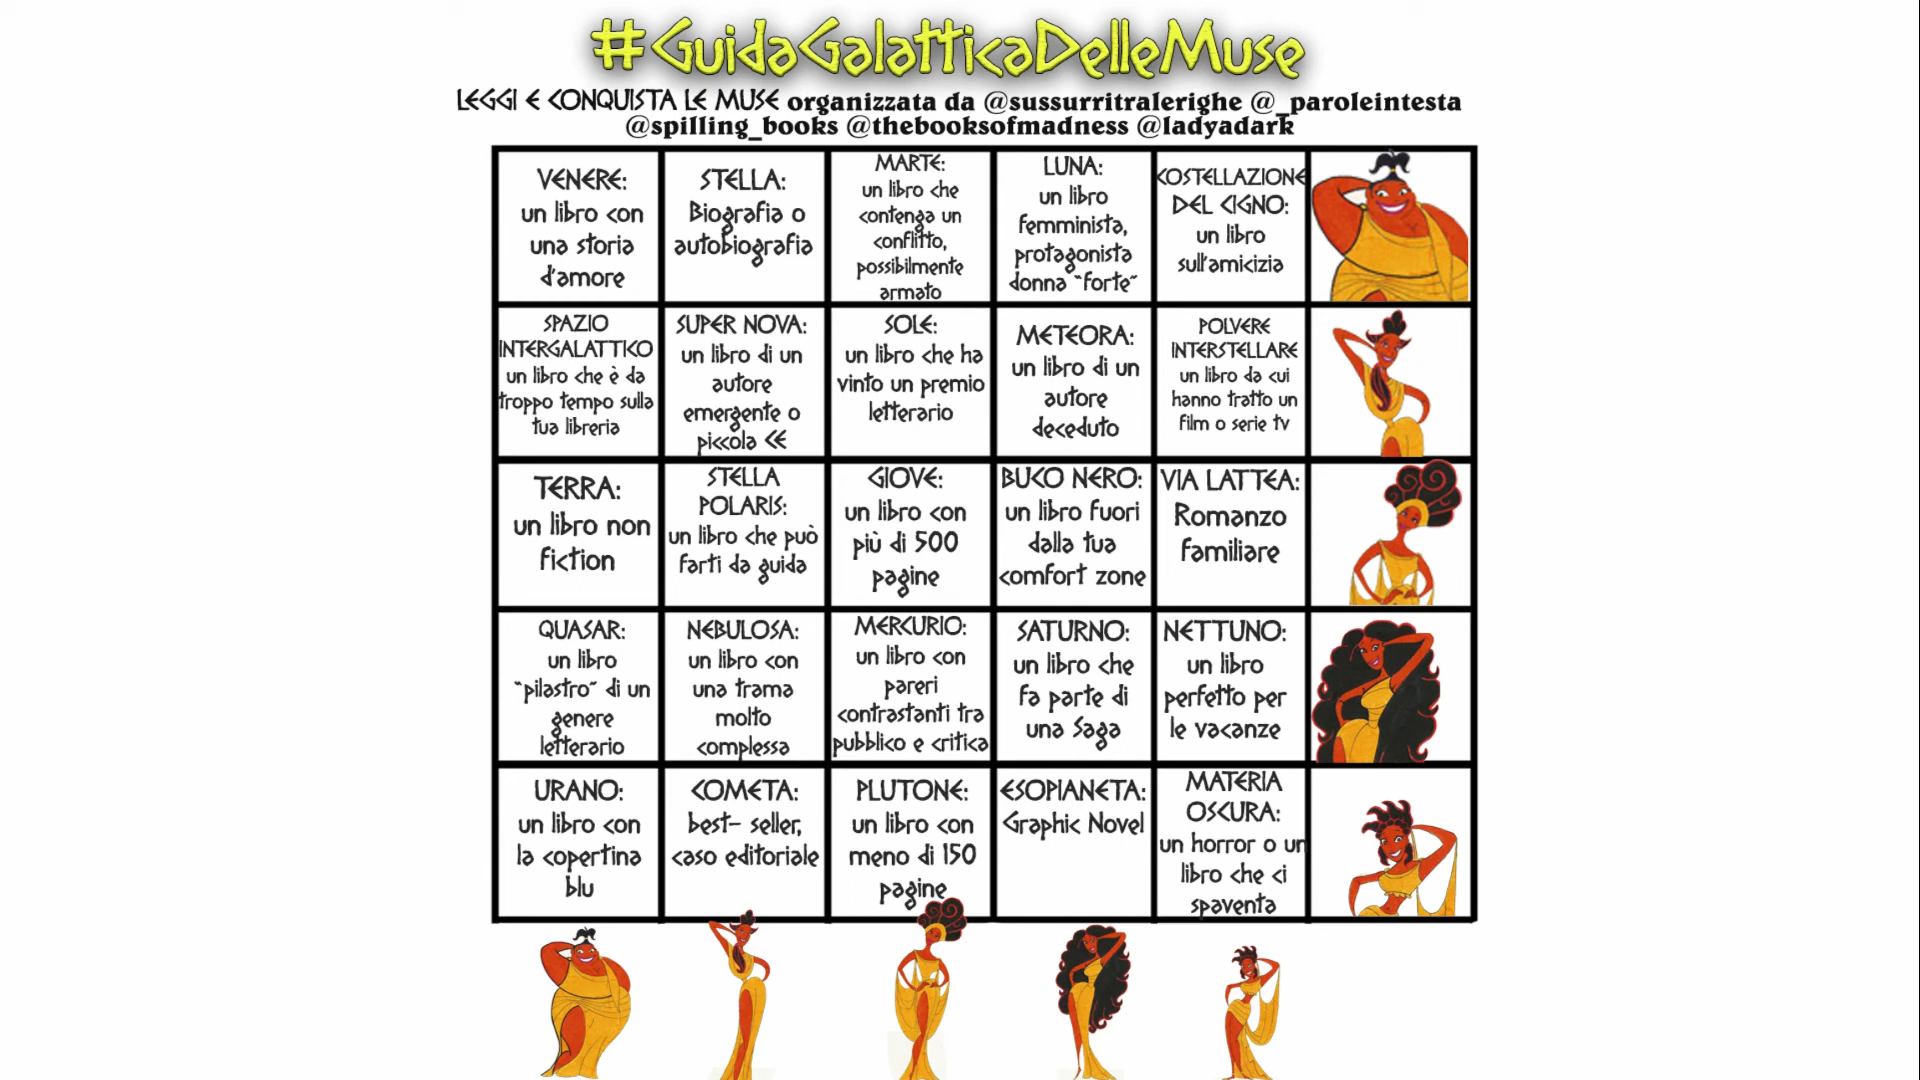 #GuidaGalatticaDelleMuse
LEGGI E CONQUISTA LE MUSE organizzata da @sussurritralerighe @_paroleintesta
@spilling_books @thebooksofmadness @ladyadark
VENERE:
un libro con
una storia
d'amore
STELLA:
Biografia o
autobiografia
MARTE:
un libro che
contenga un
conflitto,
possibilmente
armato
LUNA:
un libro
femminista,
protagonista
donna "forte"
COSTELLAZIONE
DEL CIGNO:
un libro
sull'amicizia
SPAZIO
INTERGALATTICO
un libro che è da
troppo tempo sulla
tua libreria
SUPER NOVA:
un libro di un
autore
emergente o
piccola CE
SOLE:
un libro che ha
vinto un premio
letterario
METEORA:
un libro di un
autore
deceduto
POLVERE
INTERSTELLARE
un libro da cui
hanno tratto un
film o serie tv
TERRA:
un libro non
fiction
STELLA
POLARIS:
un libro che può
farti da guida
GIOVE:
un libro con
più di 500
pagine
BUCO NERO:
un libro fuori
dalla tua
comfort zone
VIA LATTEA:
Romanzo
familiare
QUASAR:
un libro
"pilastro" di un
genere
letterario
NEBULOSA:
un libro con
una trama
molto
complessa
MERCURIO:
un libro con
pareri
contrastanti tra
pubblico e critica
SATURNO:
un libro che
fa parte di
una Saga
NETTUNO:
un libro
perfetto per
le vacanze
URANO:
un libro con
la copertina
blu
COMETA:
best- seller,
caso editoriale
PLUTONE:
un libro con
meno di 150
pagine
ESOPIANETA:
Graphic Novel
MATERIA
OSCURA:
un horror o un
libro che ci
spaventa